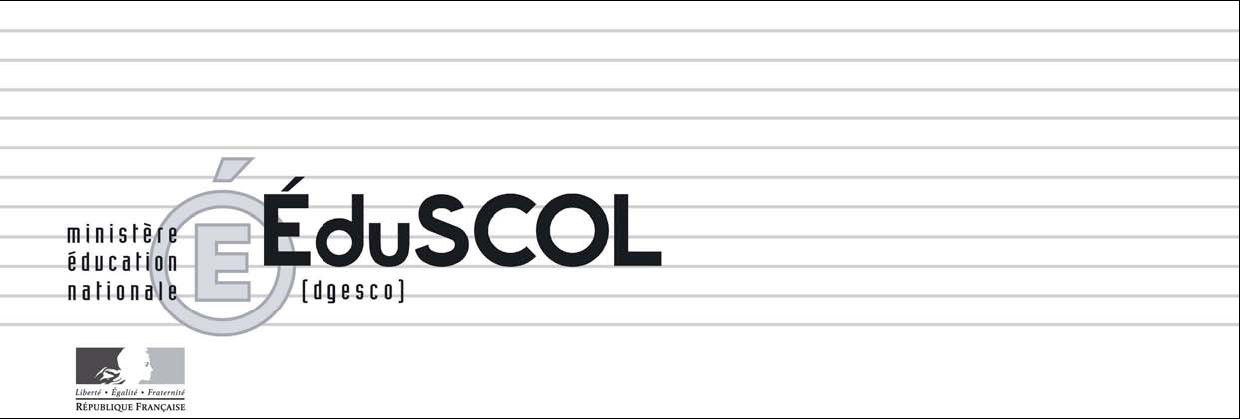 ÉduSCOL
ministère
éducation
nationale
É
[dgesco]
Liberté • Égalité • Fraternité
RÉPUBLIQUE FRANÇAISE